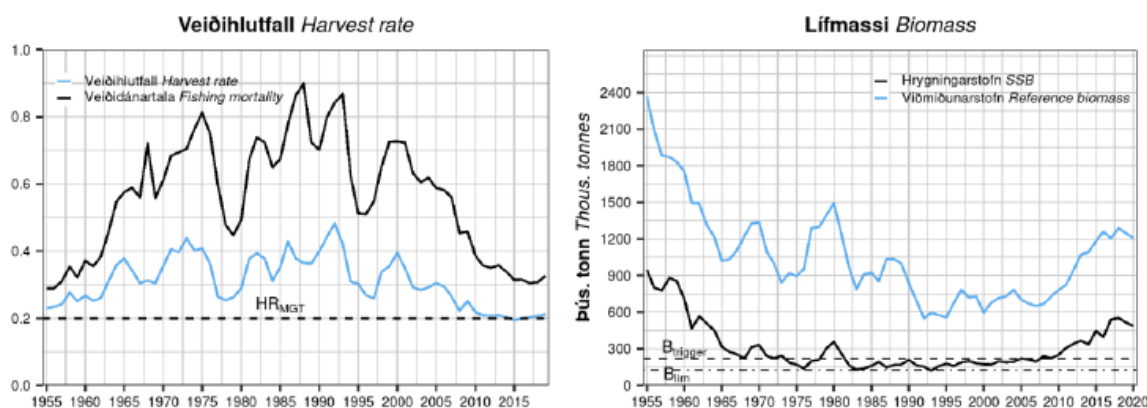 Veiðihlutfall Harvest rate
1.0
0.8
0.6
0.4
0.2
0.0
Veiðihlutfall Harvest rate
Veiðidánartala Fishing mortality
HRMGT
1955 1960 1965 1970 1975 1980 1985 1990 1995 2000 2005 2010 2015
Lífmassi Biomass
Þús. tonn Thous. tonnes
2400
2100
1800
1500
1200
900
600
300
0
Hrygningarstofn SSB
Viðmiðunarstofn Reference biomass
Btrigger
Blim
1955 1960 1965 1970 1975 1980 1985 1990 1995 2000 2005 2010 2015 2020